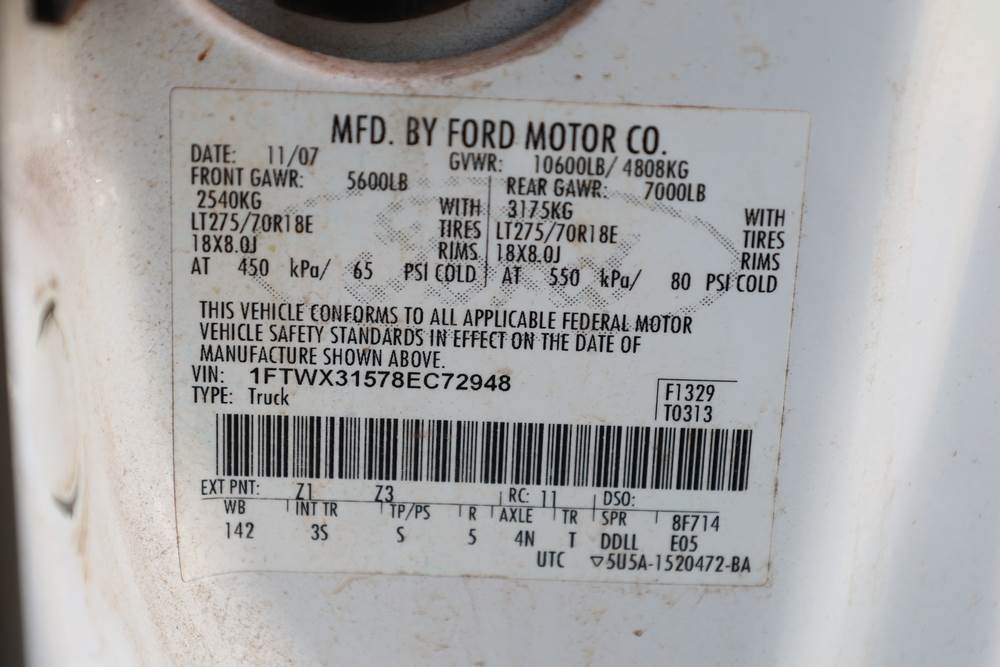 MFD. BY FORD MOTOR CO.
DATE: 11/07 GVWR: 10600LB/ 4808KG
FRONT GAWR: 5600LB REAR GAWR: 7000LB
2540KG WITH 3175KG WITH
LT275/70R18E TIRES LT275/70R18E TIRES
18X8.0J RIMS 18X8.0J RIMS
AT 450 kPa/ 65 PSI COLD AT 550 kPa/ 80 PSI COLD
THIS VEHICLE CONFORMS TO ALL APPLICABLE FEDERAL MOTOR
VEHICLE SAFETY STANDARDS IN EFFECT ON THE DATE OF
MANUFACTURE SHOWN ABOVE.
VIN: 1FTWX31578EC72948
F1329
TYPE: Truck T0313
EXT PNT: Z1 Z3 RC: 11 DSO:
WB INT TR TP/PS R AXLE TR SPR 8F714
142 3S S 5 4N T DDLL E05
UTC ▽5U5A-1520472-BA